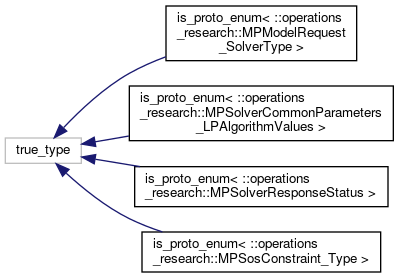 is_proto_enum< ::operations
_research::MPModelRequest
_SolverType >
is_proto_enum< ::operations
_research::MPSolverCommonParameters
_LPAlgorithmValues >
true_type
is_proto_enum< ::operations
_research::MPSolverResponseStatus >
is_proto_enum< ::operations
_research::MPSosConstraint_Type >